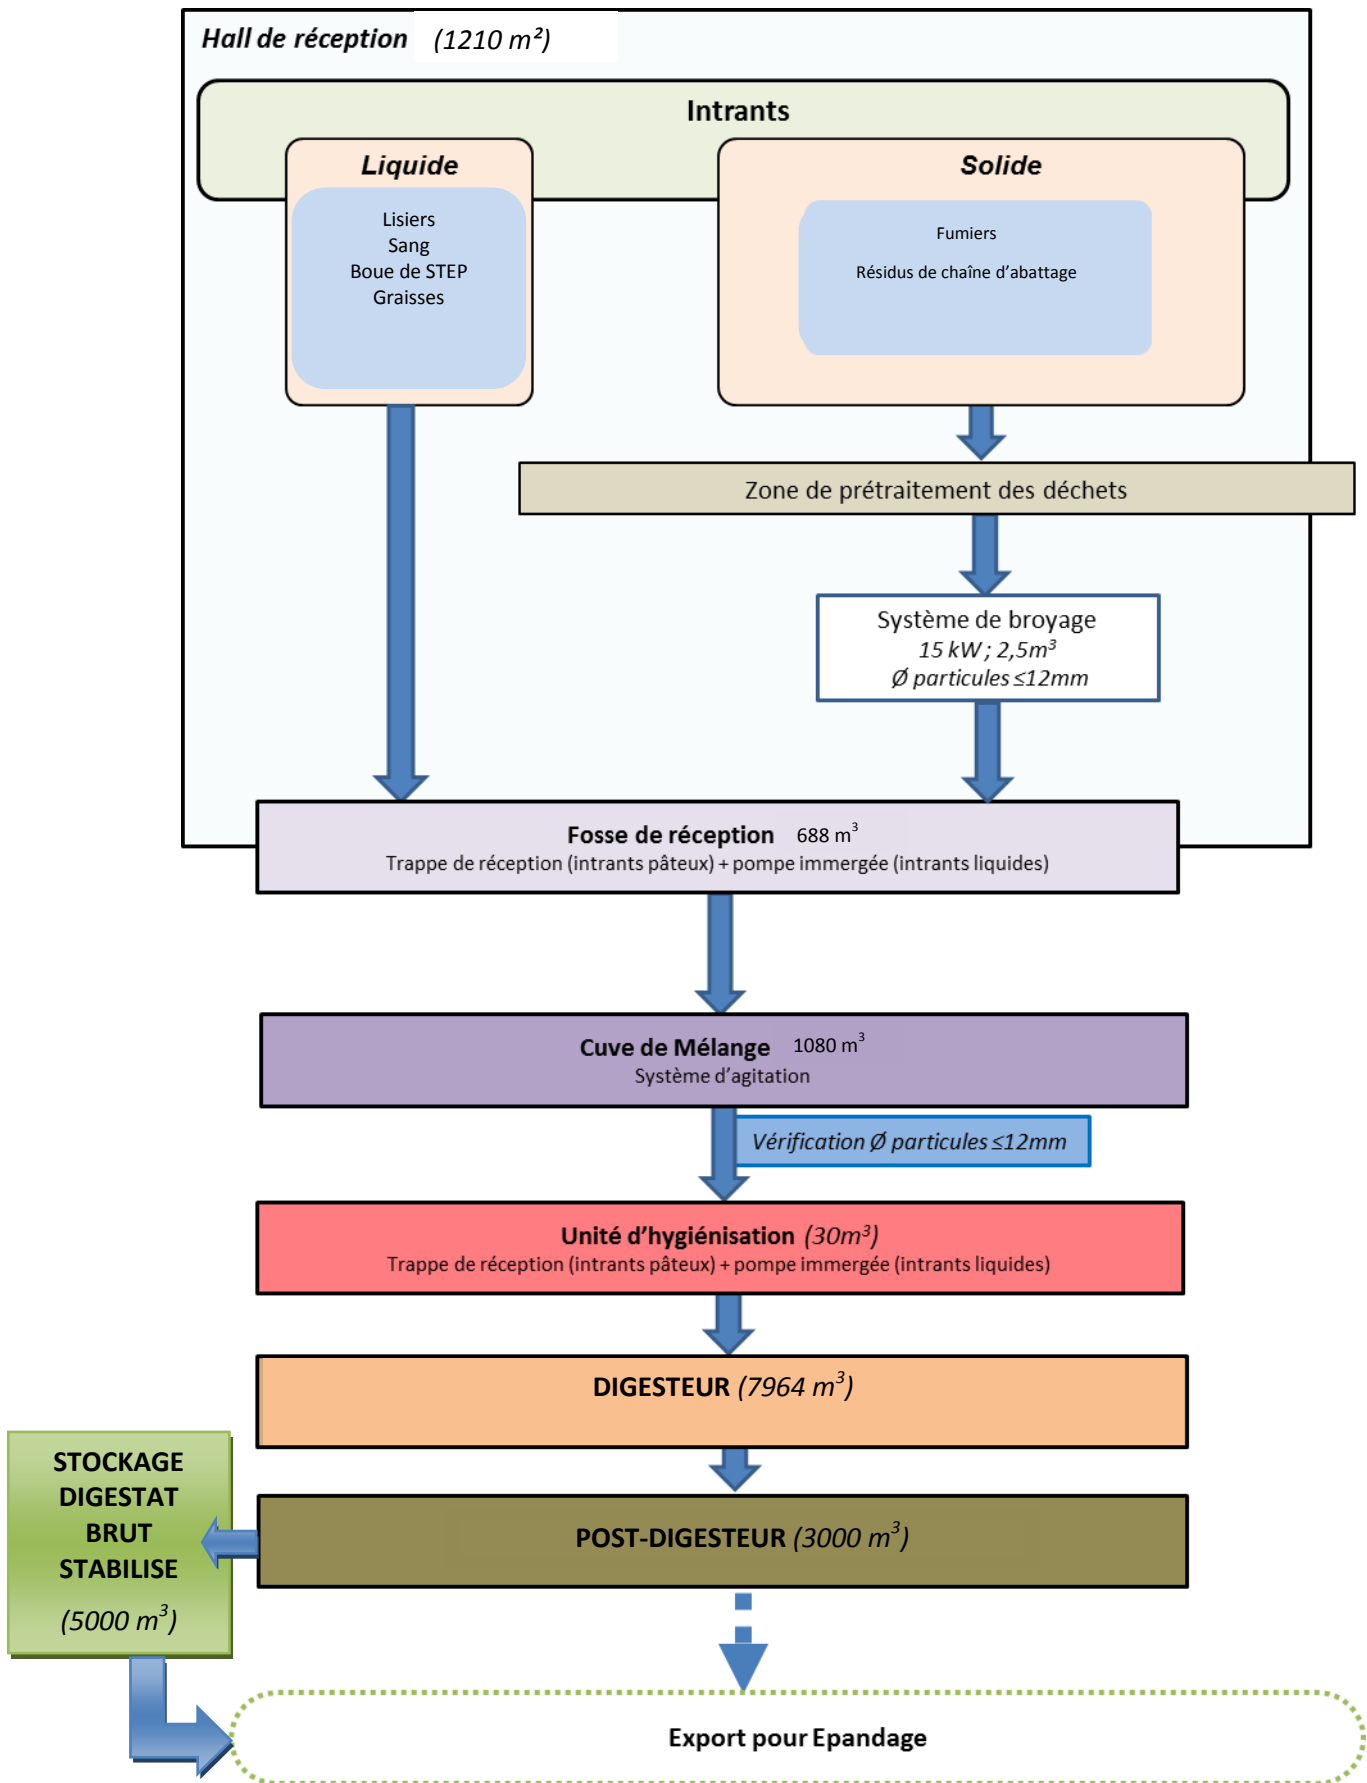 Hall de réception (1210 m²)
Intrants
Liquide
Lisiers
Sang
Boue de STEP
Graisses
Solide
Fumiers
Résidus de chaîne d’abattage
Zone de prétraitement des déchets
Système de broyage
15 kW ; 2,5m³
Ø particules ≤12mm
Fosse de réception 688 m³
Trappe de réception (intrants pâteux) + pompe immergée (intrants liquides)
Cuve de Mélange 1080 m³
Système d’agitation
Vérification Ø particules ≤12mm
Unité d’hygiénisation (30m³)
Trappe de réception (intrants pâteux) + pompe immergée (intrants liquides)
DIGESTEUR (7964 m³)
STOCKAGE
DIGESTAT
BRUT
STABILISE
(5000 m³)
POST-DIGESTEUR (3000 m³)
Export pour Epandage